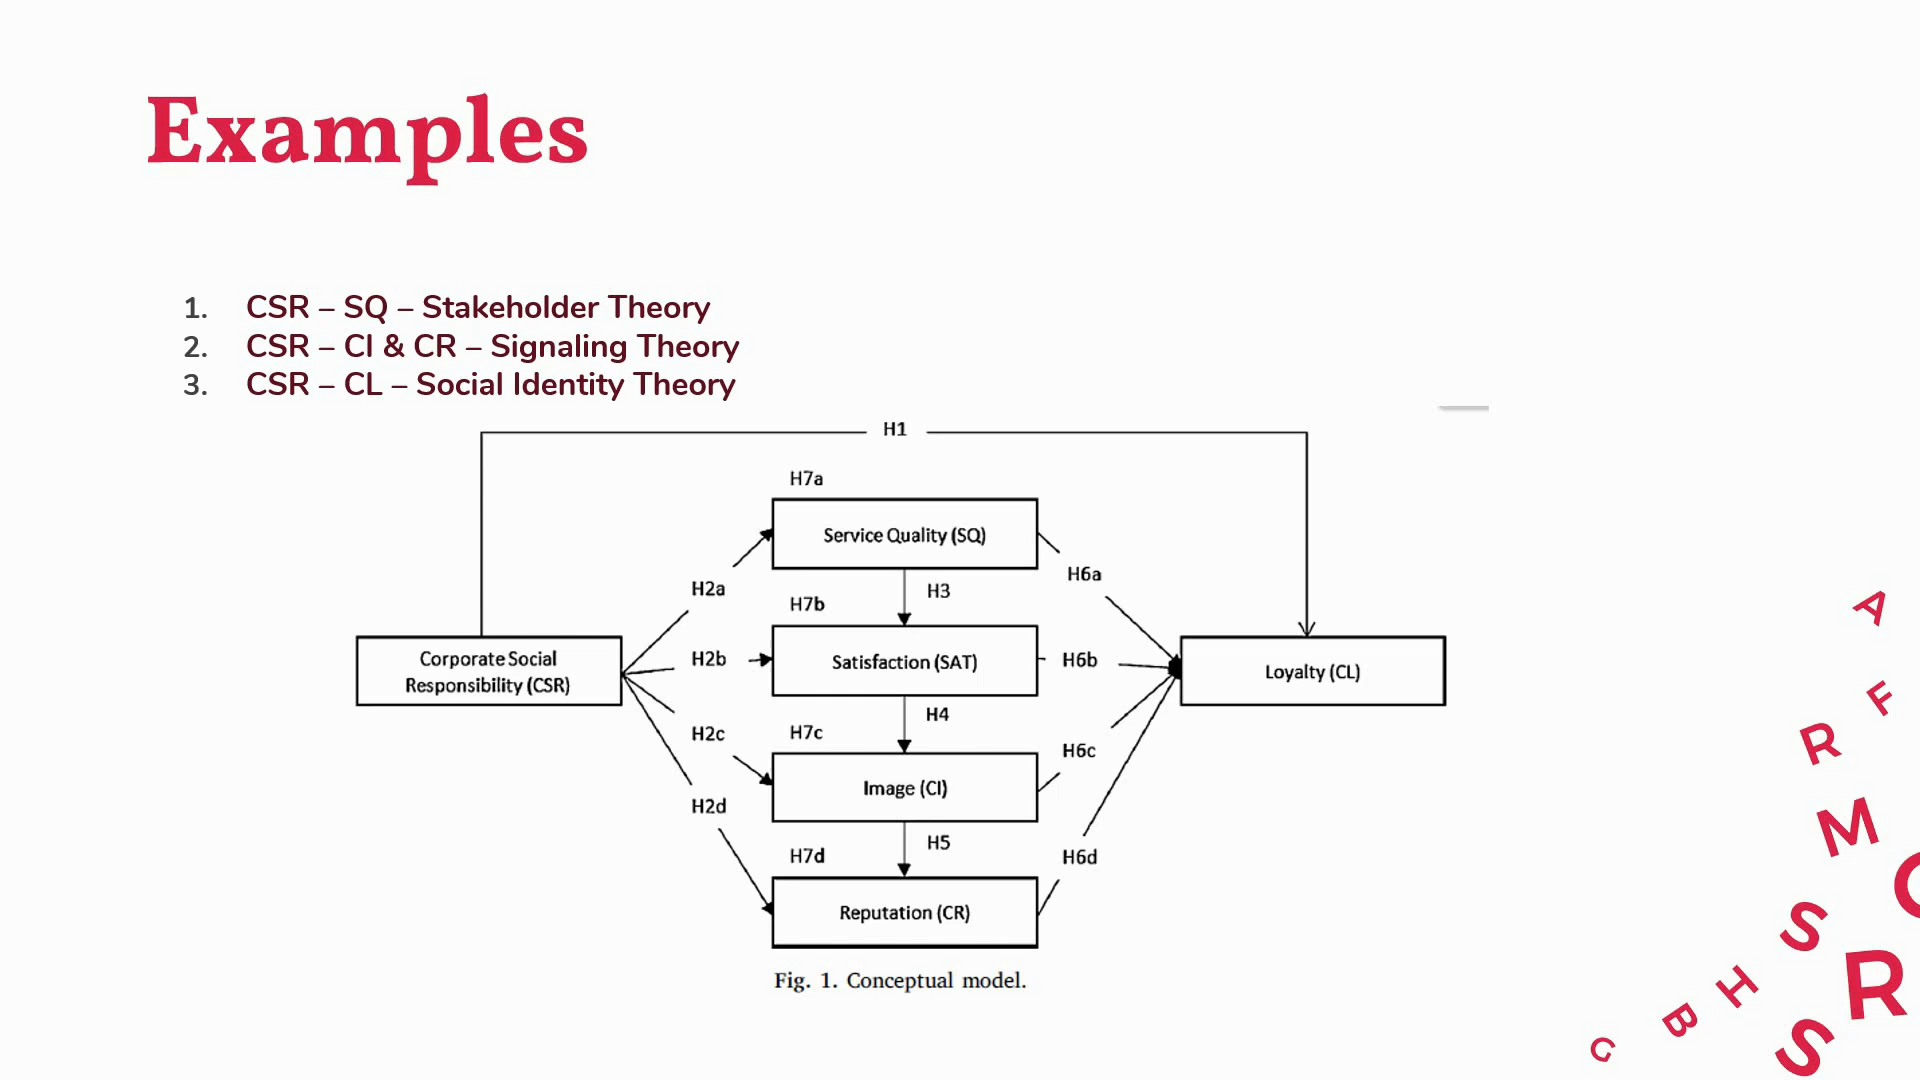 Examples
1. CSR – SQ – Stakeholder Theory
2. CSR – CI & CR – Signaling Theory
3. CSR – CL – Social Identity Theory
H1
H7a
Service Quality (SQ)
H2a
H3
H6a
H7b
Corporate Social
Responsibility (CSR)
H2b
Satisfaction (SAT)
H6b
Loyalty (CL)
H4
H2c
H7c
H6c
Image (CI)
H2d
H5
H7d
H6d
Reputation (CR)
Fig. 1. Conceptual model.
A
F
R
M
S
R
H
B
S
C